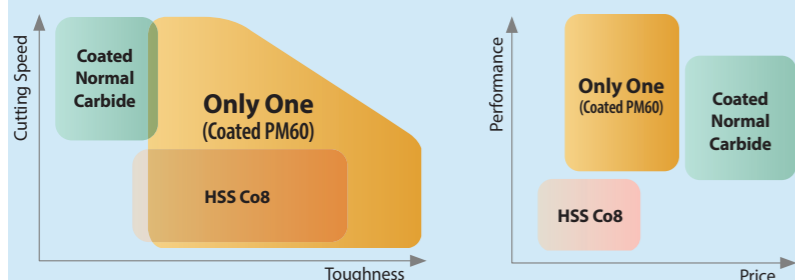 Cutting Speed
Coated
Normal
Carbide
Only One
(Coated PM60)
HSS Co8
Toughness
Performance
Only One
(Coated PM60)
Coated
Normal
Carbide
HSS Co8
Price